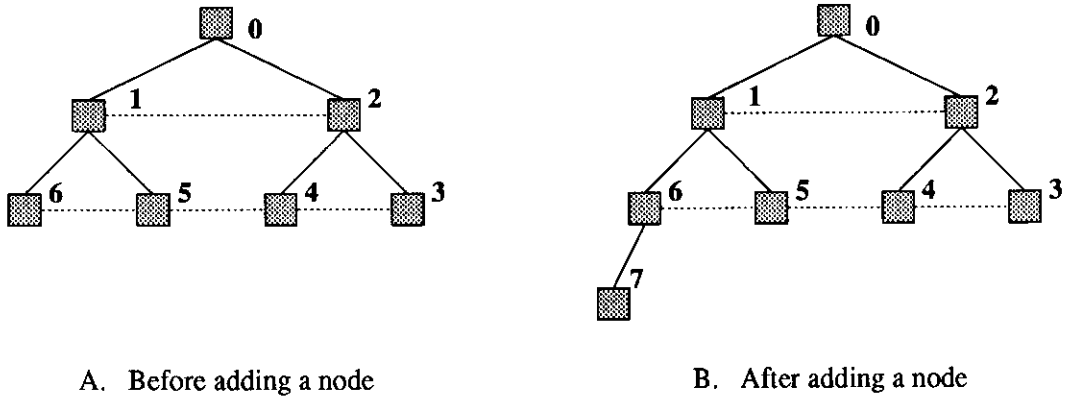 0 0
1 2 1 2
6 5 4 3 6 5 4 3
7
A. Before adding a node B. After adding a node